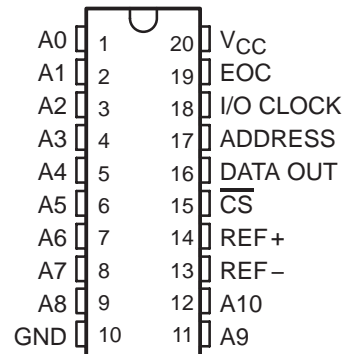 A0 1 20 VCC
A1 2 19 EOC
A2 3 18 I/O CLOCK
A3 4 17 ADDRESS
A4 5 16 DATA OUT
A5 6 15 C̅S̅
A6 7 14 REF+
A7 8 13 REF−
A8 9 12 A10
GND 10 11 A9